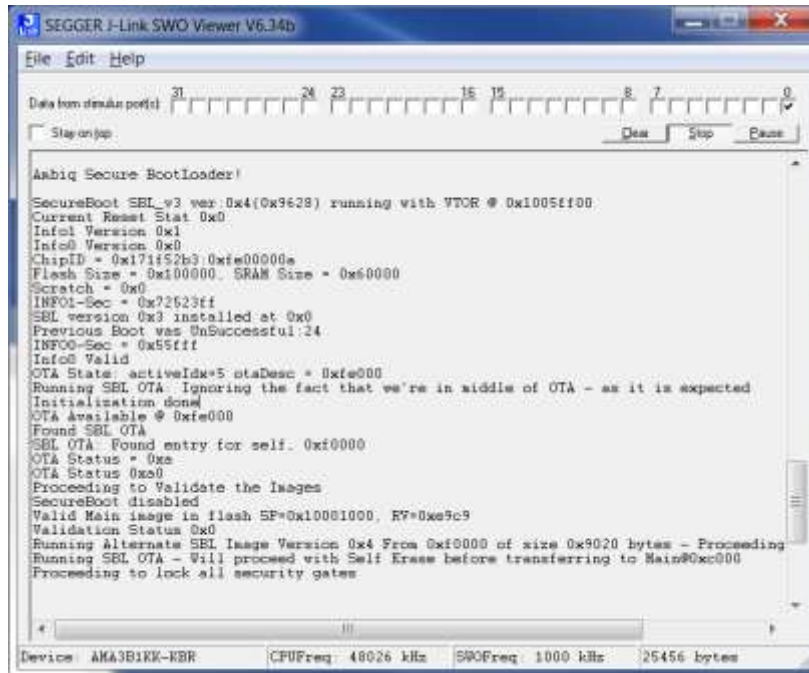 SEGGER J-Link SWO Viewer V6.34b
File Edit Help
Data from stimulus port(s): 31 24 23 16 15 8 7 0
Stay on top
Clear Stop Pause
Ambiq Secure BootLoader!
SecureBoot SBL_v3 ver:0x4(0x9628) running with VTOR @ 0x1005ff00
Current Reset Stat 0x0
Info1 Version 0x1
Info0 Version 0x0
ChipID = 0x171f52b3:0xfe00000a
Flash Size = 0x100000, SRAM Size = 0x60000
Scratch = 0x0
INFO1-Sec = 0x72523ff
SBL version 0x3 installed at 0x0
Previous Boot was UnSuccessful:24
INFO0-Sec = 0x55fff
Info0 Valid
OTA State: activeIdx=5 otaDesc = 0xfe000
Running SBL OTA: Ignoring the fact that we're in middle of OTA - as it is expected
Initialization done
OTA Available @ 0xfe000
Found SBL OTA
SBL OTA: Found entry for self. 0xf0000
OTA Status = 0xa
OTA Status 0xa0
Proceeding to Validate the Images
SecureBoot disabled
Valid Main image in flash SP=0x10001000, RV=0xe9c9
Validation Status 0x0
Running Alternate SBL Image Version 0x4 From 0xf0000 of size 0x9020 bytes - Proceeding
Running SBL OTA - Will proceed with Self Erase before transferring to Main@0xc000
Proceeding to lock all security gates
Device: AMA3B1KK-KBR CPUFreq: 48026 kHz SWOFreq: 1000 kHz 25456 bytes